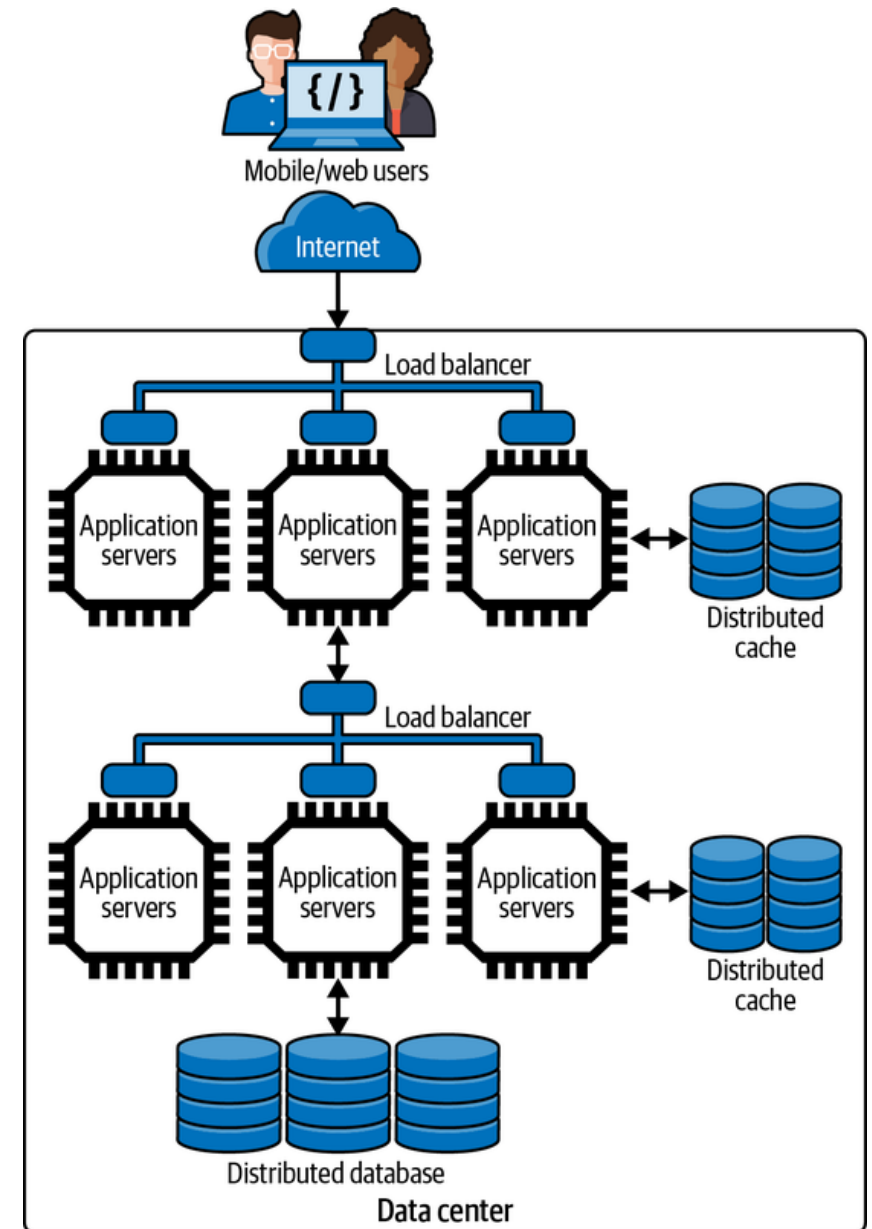 {/}
Mobile/web users
Internet
Load balancer
Application
servers
Application
servers
Application
servers
Distributed
cache
Load balancer
Application
servers
Application
servers
Application
servers
Distributed
cache
Distributed database
Data center